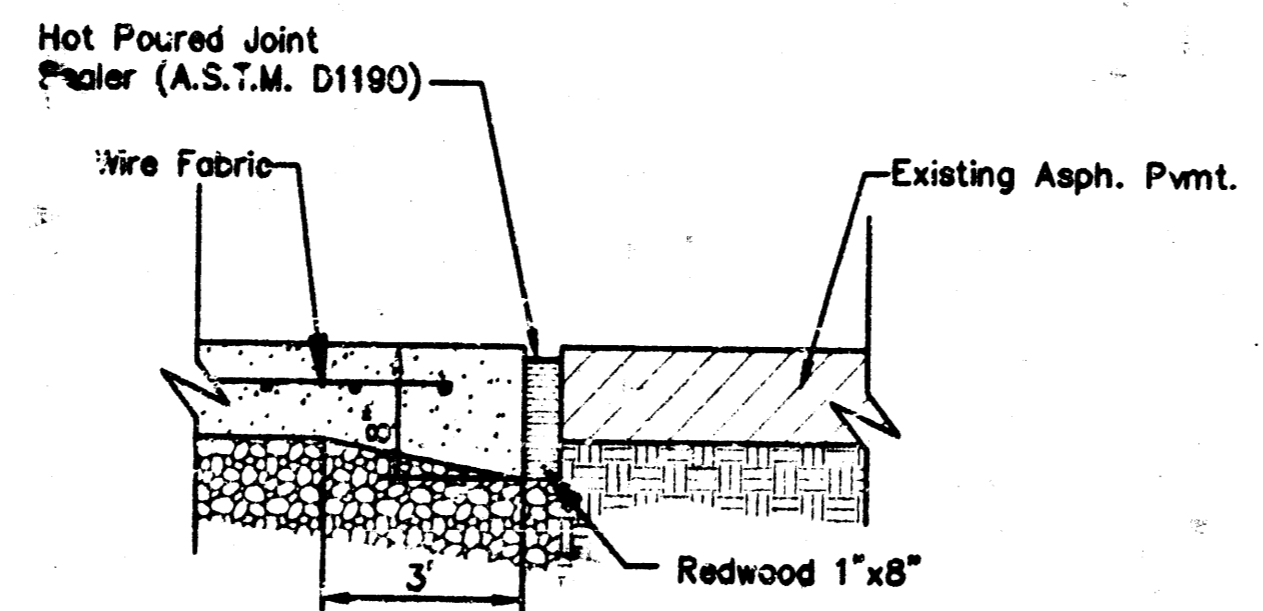 Hot Poured Joint
Sealer (A.S.T.M. D1190)
Wire Fabric
Existing Asph. Pvmt.
8"
3'
Redwood 1"x8"